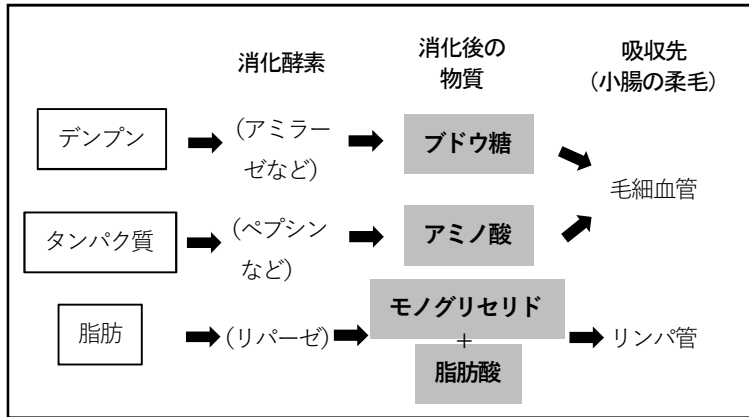 消化酵素
消化後の
物質
吸収先
(小腸の柔毛)
デンプン
(アミラー
ゼなど)
ブドウ糖
毛細血管
タンパク質
(ペプシン
など)
アミノ酸
脂肪
(リパーゼ)
モノグリセリド
+
脂肪酸
リンパ管